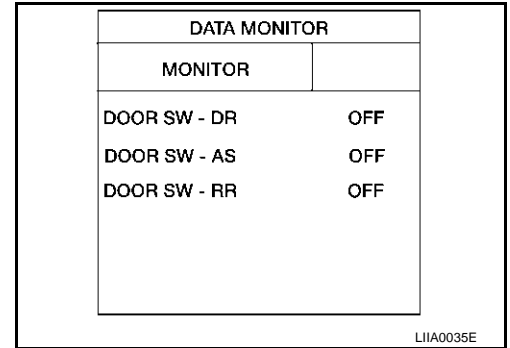 DATA MONITOR
MONITOR
DOOR SW - DR OFF
DOOR SW - AS OFF
DOOR SW - RR OFF
LIIA0035E